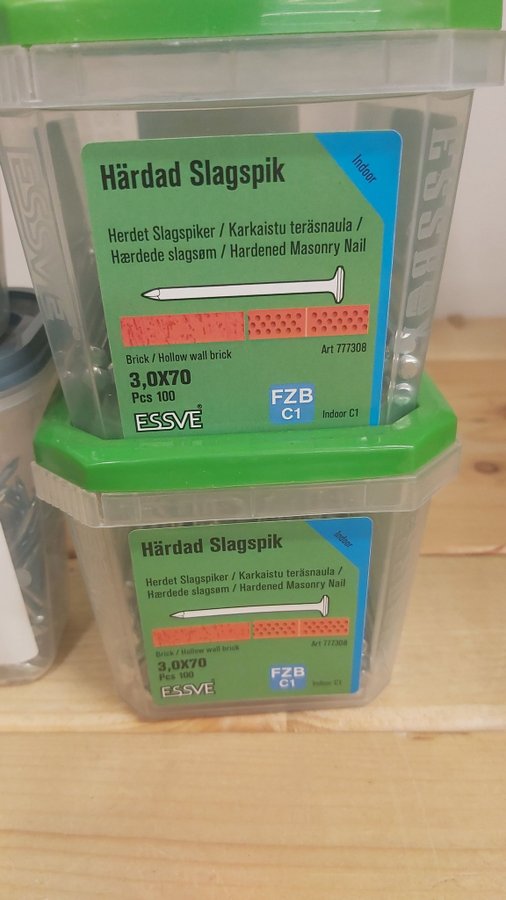 Härdad Slagspik
Indoor
Herdet Slagspiker / Karkaistu teräsnaula /
Hærdede slagsøm / Hardened Masonry Nail
Brick / Hollow wall brick
Art 777308
3,0X70
Pcs 100
ESSVE®
FZB
C1
Indoor C1
ESSVE
ESSVE
Härdad Slagspik
Indoor
Herdet Slagspiker / Karkaistu teräsnaula /
Hærdede slagsøm / Hardened Masonry Nail
Brick / Hollow wall brick
Art 777308
3,0X70
Pcs 100
ESSVE
FZB
C1
Indoor C1